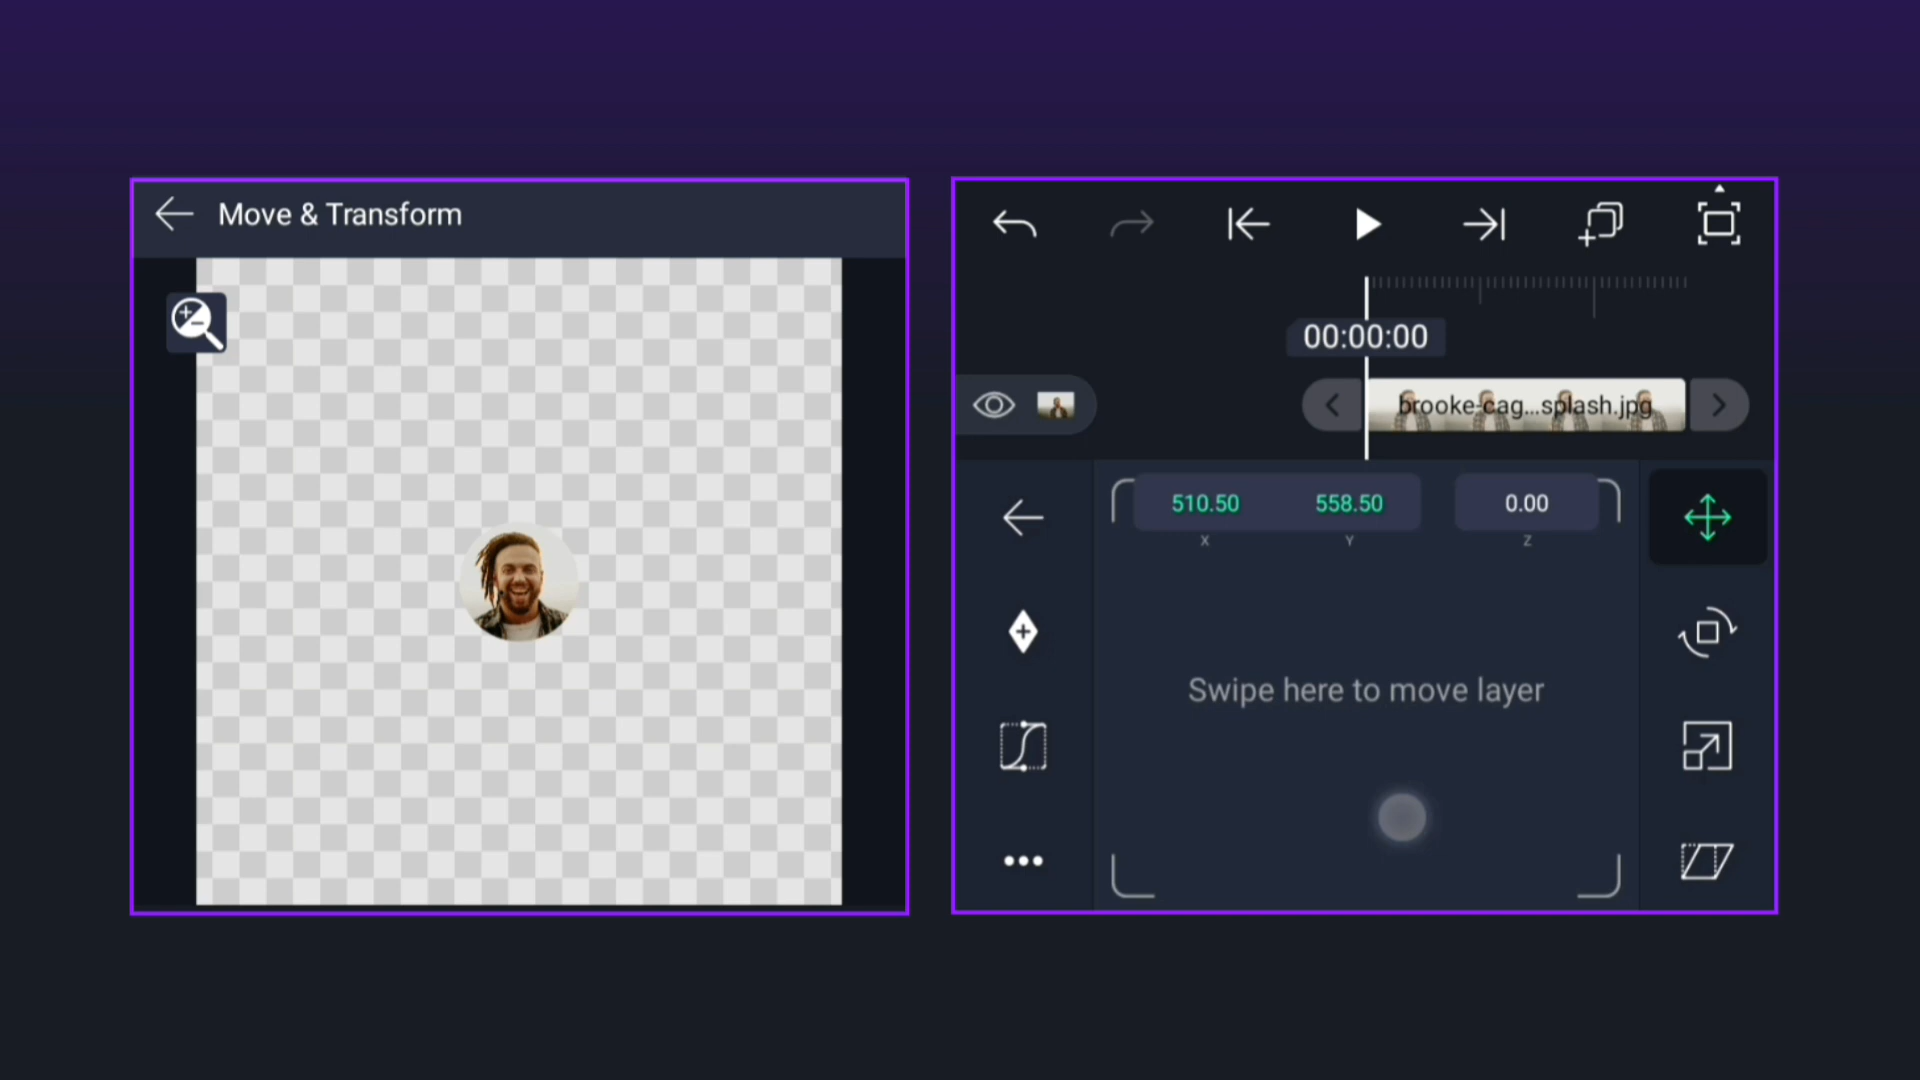 Move & Transform
00:00:00
brooke-cag...splash.jpg
510.50 558.50 0.00
X Y Z
Swipe here to move layer